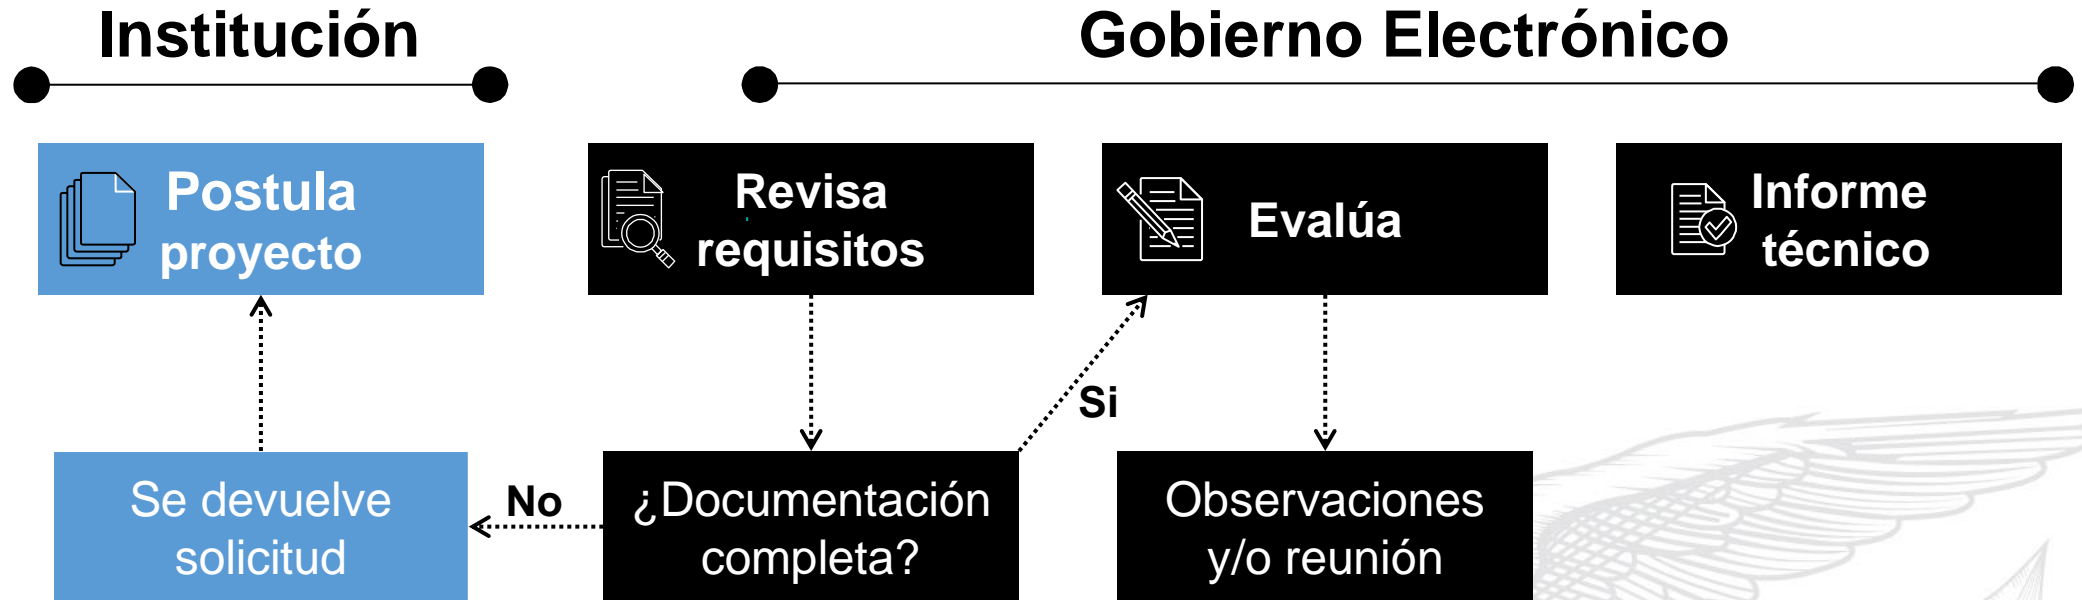 Institución
Gobierno Electrónico
Postula
proyecto
Revisa
requisitos
Evalúa
Informe
técnico
Si
Se devuelve
solicitud
No
¿Documentación
completa?
Observaciones
y/o reunión